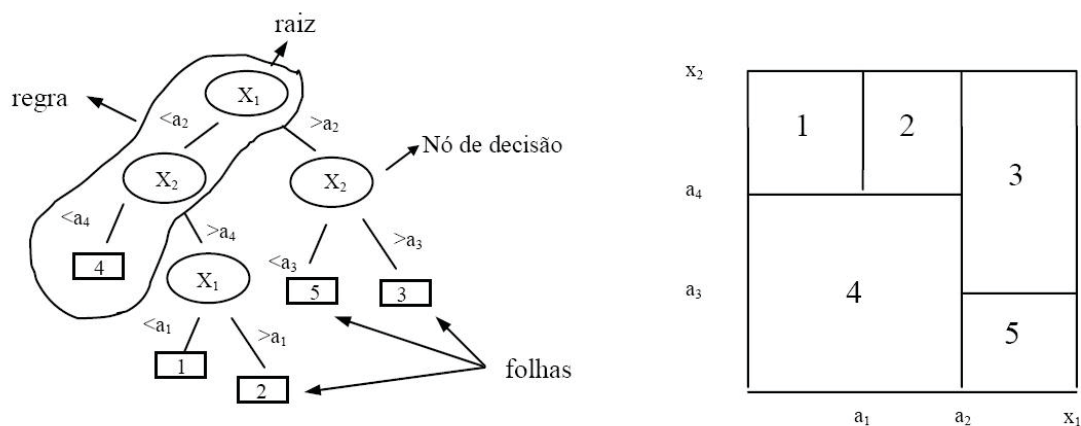 raiz
regra
X₁
<a₂
>a₂
Nó de decisão
X₂
X₂
<a₄
>a₄
<a₃
>a₃
4
X₁
5
3
<a₁
>a₁
1
2
folhas
x₂
1
2
3
a₄
a₃
4
5
a₁ a₂ x₁